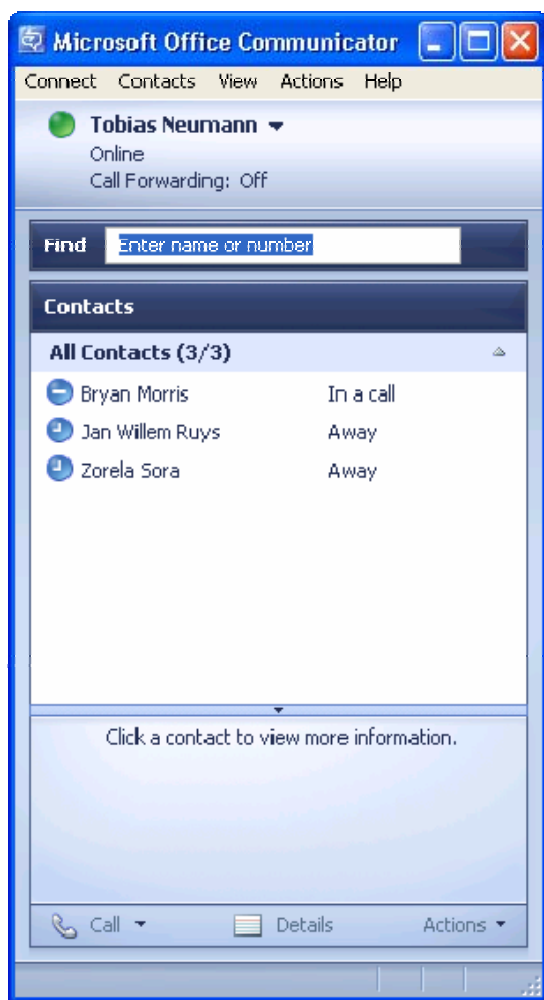 Microsoft Office Communicator
Connect Contacts View Actions Help
Tobias Neumann
Online
Call Forwarding: Off
Find Enter name or number
Contacts
All Contacts (3/3)
Bryan Morris In a call
Jan Willem Ruys Away
Zorela Sora Away
Click a contact to view more information.
Call Details Actions